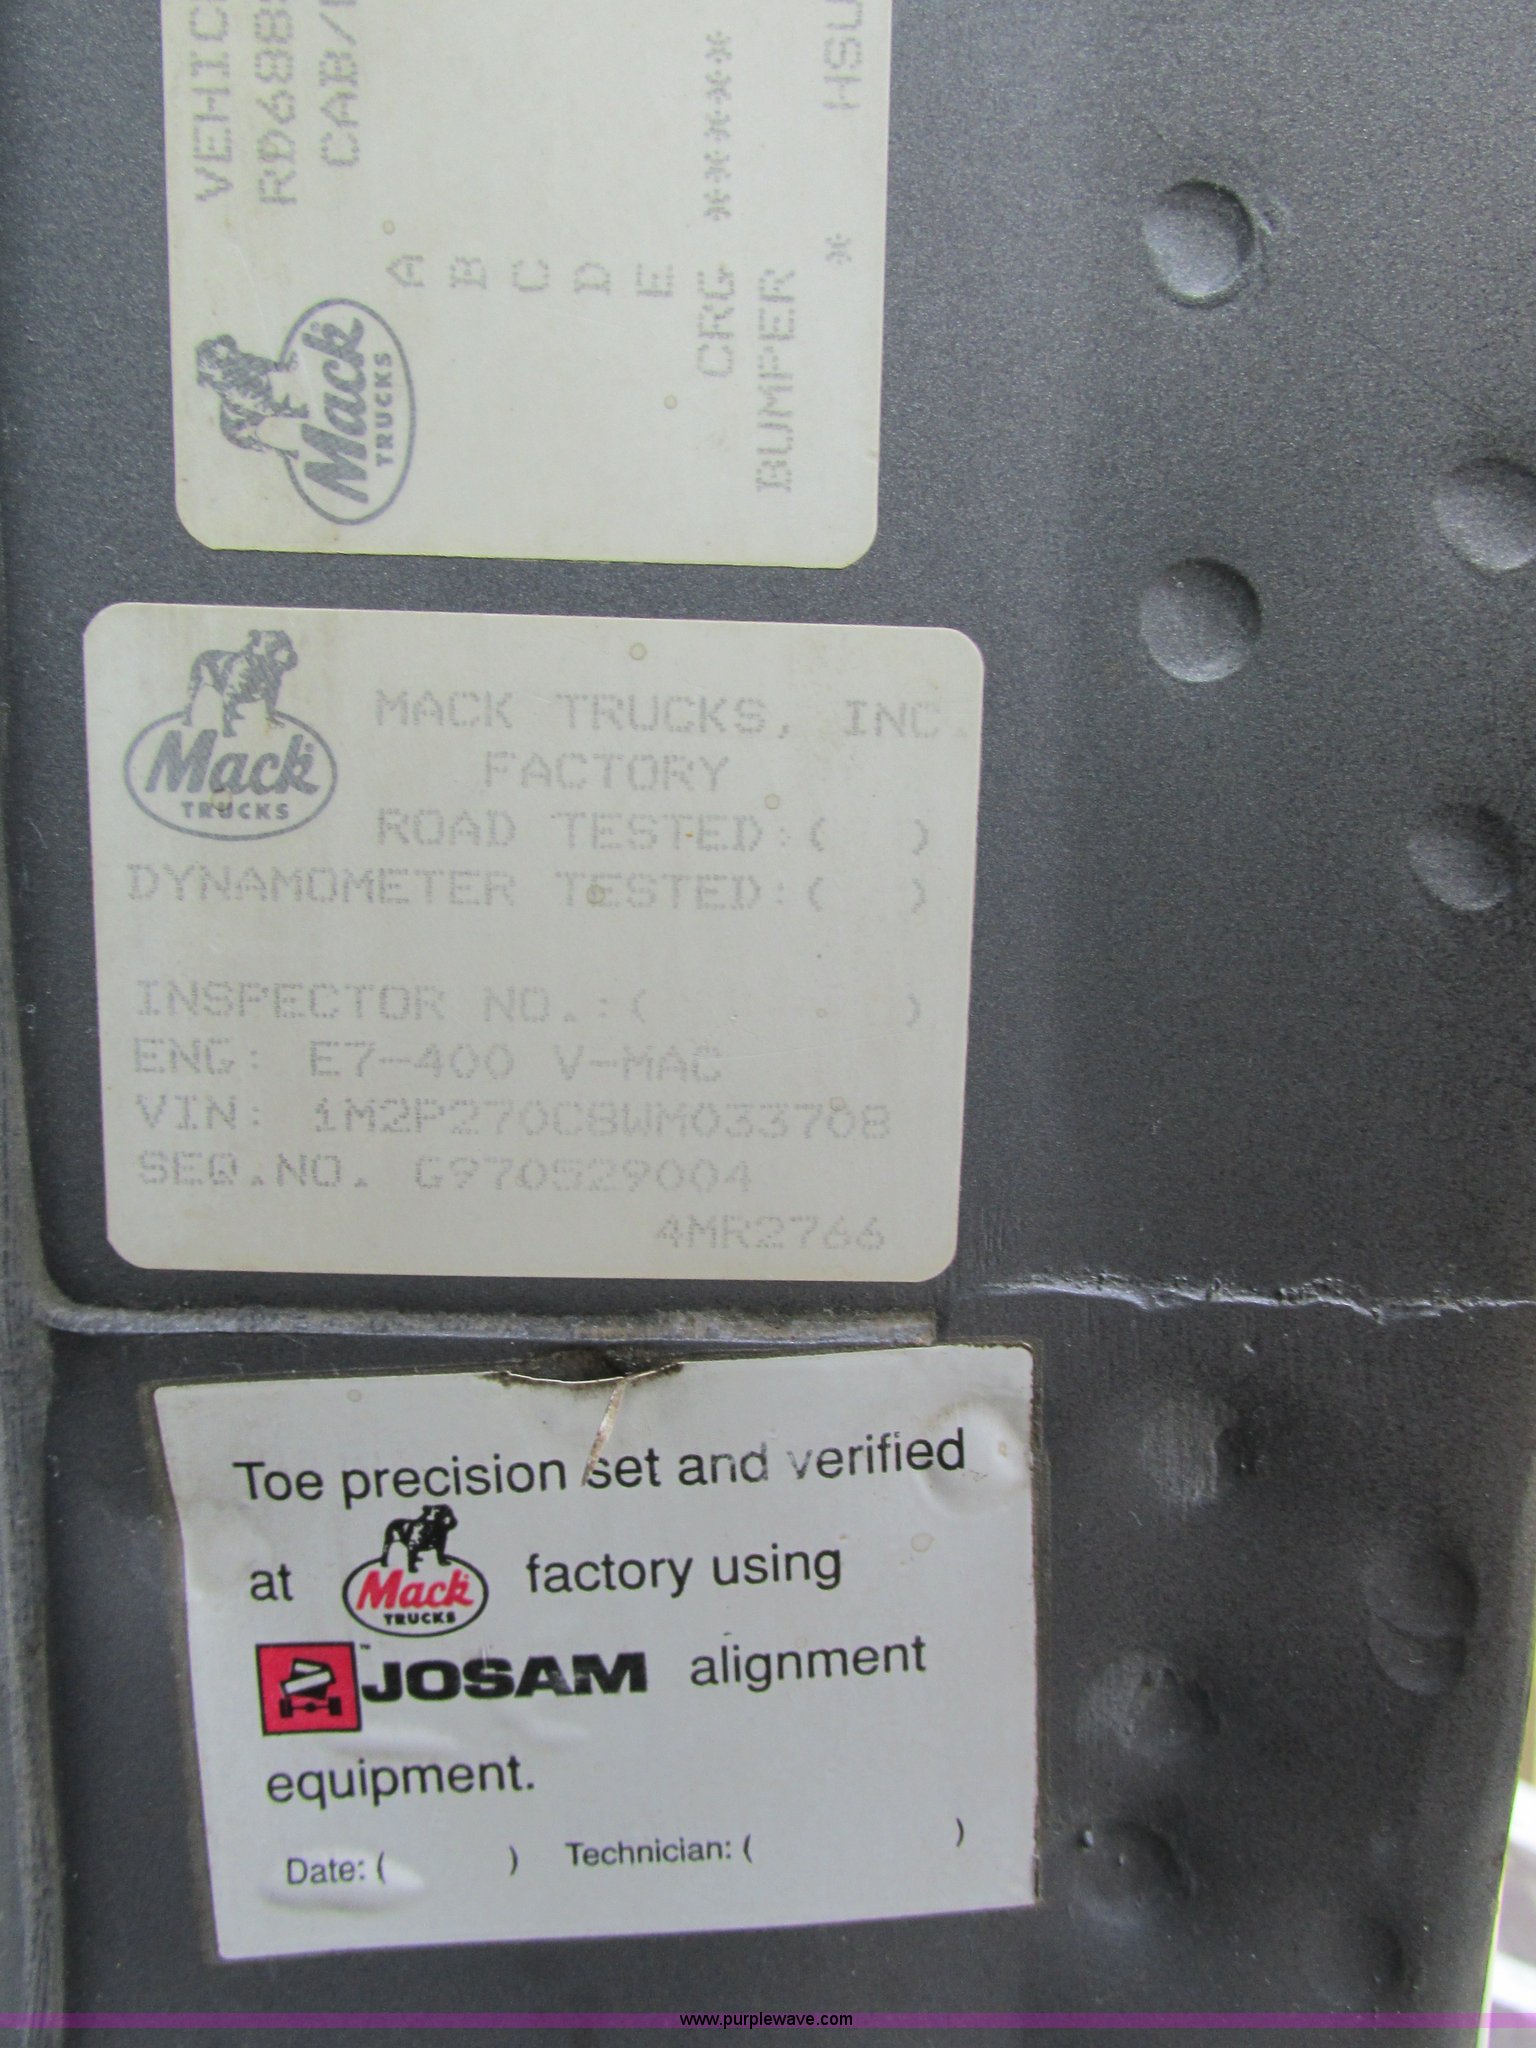 VEHIC
RD688
CAB/
A
B
C
D
E
CRG ****
BUMPER
* HSU
Mack
TRUCKS
Mack
TRUCKS
MACK TRUCKS, INC.
FACTORY
ROAD TESTED:( )
DYNAMOMETER TESTED:( )
INSPECTOR NO.:( )
ENG: E7-400 V-MAC
VIN: 1M2P270C8WM033708
SEQ.NO. G970529004
4MR2766
Toe precision set and verified
at Mack TRUCKS factory using
JOSAM alignment
equipment.
Date: ( ) Technician: ( )
www.purplewave.com